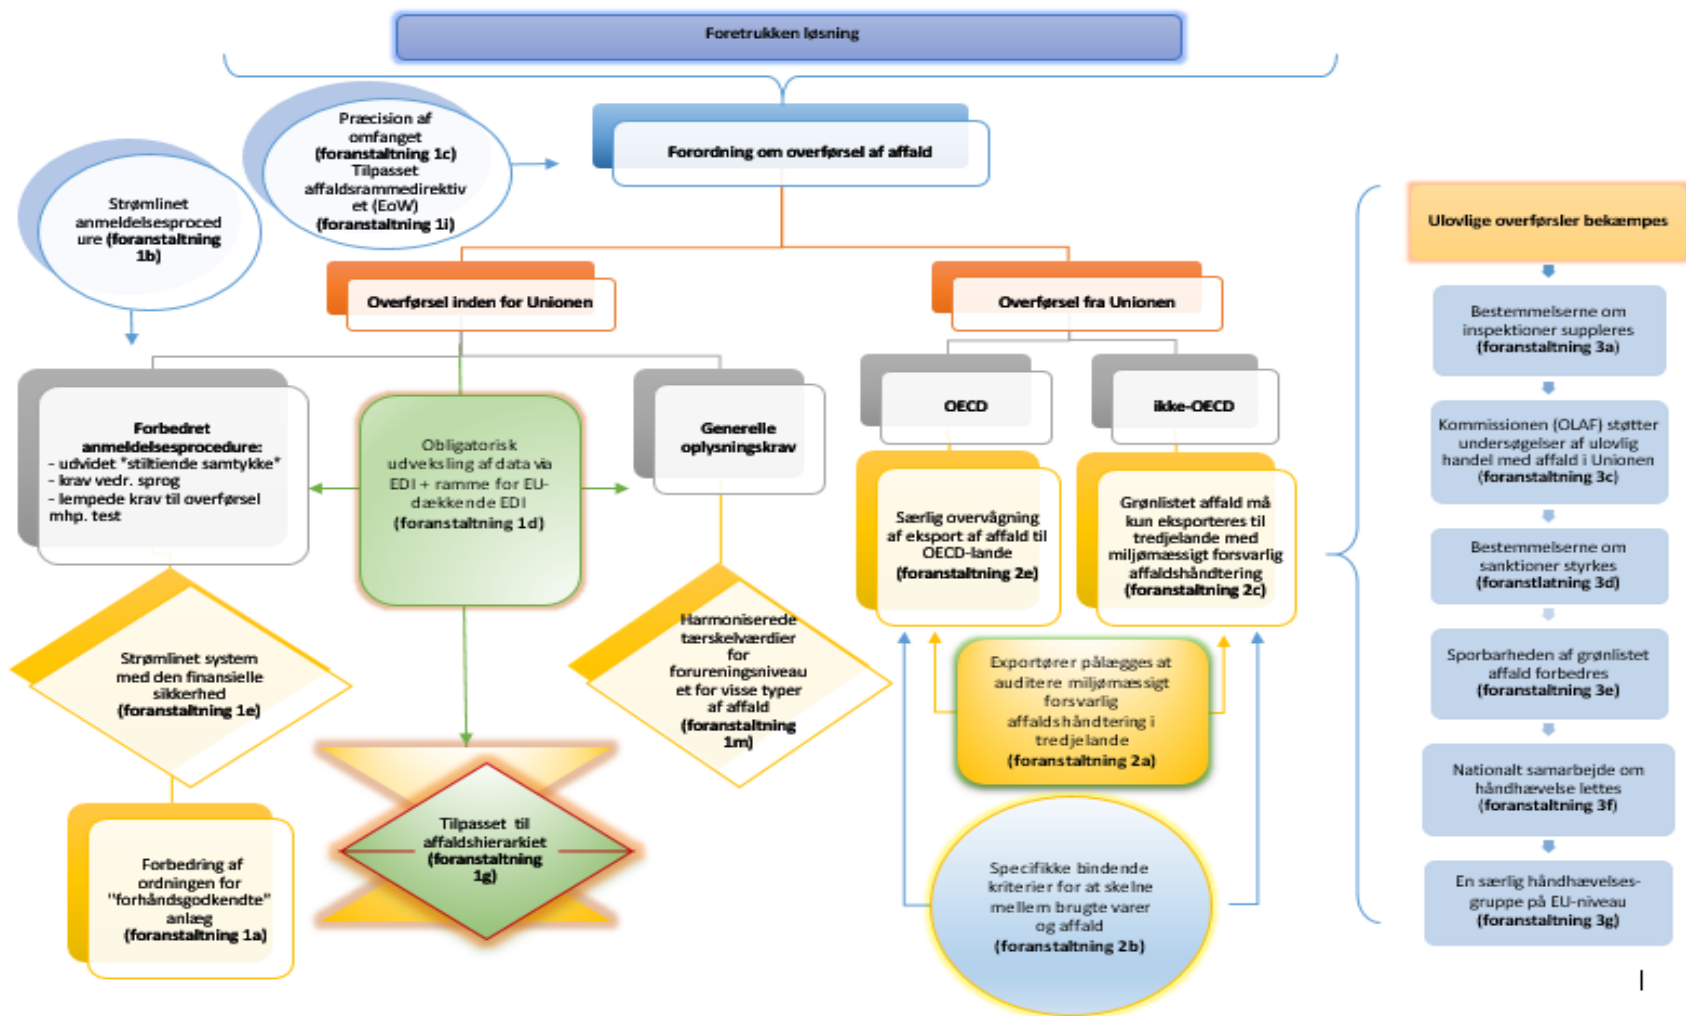 Foretrukken løsning
Præcision af
omfanget
(foranstaltning 1c)
Tilpasset
affaldsrammedirektiv
et (EoW)
(foranstaltning 1i)
Forordning om overførsel af affald
Strømlinet
anmeldelsesproced
ure (foranstaltning
1b)
Overførsel inden for Unionen
Overførsel fra Unionen
Forbedret
anmeldelsesprocedure:
- udvidet "stiltiende samtykke"
- krav vedr. sprog
- lempede krav til overførsel
mhp. test
Obligatorisk
udveksling af data via
EDI + ramme for EU-
dækkende EDI
(foranstaltning 1d)
Generelle
oplysningskrav
OECD
ikke-OECD
Særlig overvågning
af eksport af affald til
OECD-lande
(foranstaltning 2e)
Grønlistet affald må
kun eksporteres til
tredjelande med
miljømæssigt forsvarlig
affaldshåndtering
(foranstaltning 2c)
Strømlinet system
med den finansielle
sikkerhed
(foranstaltning 1e)
Harmoniserede
tærskelværdier
for
forureningsniveau
et for visse typer
af affald
(foranstaltning
1m)
Exportører pålægges at
auditere miljømæssigt
forsvarlig
affaldshåndtering i
tredjelande
(foranstaltning 2a)
Forbedring af
ordningen for
"forhåndsgodkendte"
anlæg
(foranstaltning 1a)
Tilpasset til
affaldshierarkiet
(foranstaltning
1g)
Specifikke bindende
kriterier for at skelne
mellem brugte varer
og affald
(foranstaltning 2b)
Ulovlige overførsler bekæmpes
Bestemmelserne om
inspektioner suppleres
(foranstaltning 3a)
Kommissionen (OLAF) støtter
undersøgelser af ulovlig
handel med affald i Unionen
(foranstaltning 3c)
Bestemmelserne om
sanktioner styrkes
(foranstlatning 3d)
Sporbarheden af grønlistet
affald forbedres
(foranstaltning 3e)
Nationalt samarbejde om
håndhævelse lettes
(foranstaltning 3f)
En særlig håndhævelses-
gruppe på EU-niveau
(foranstaltning 3g)